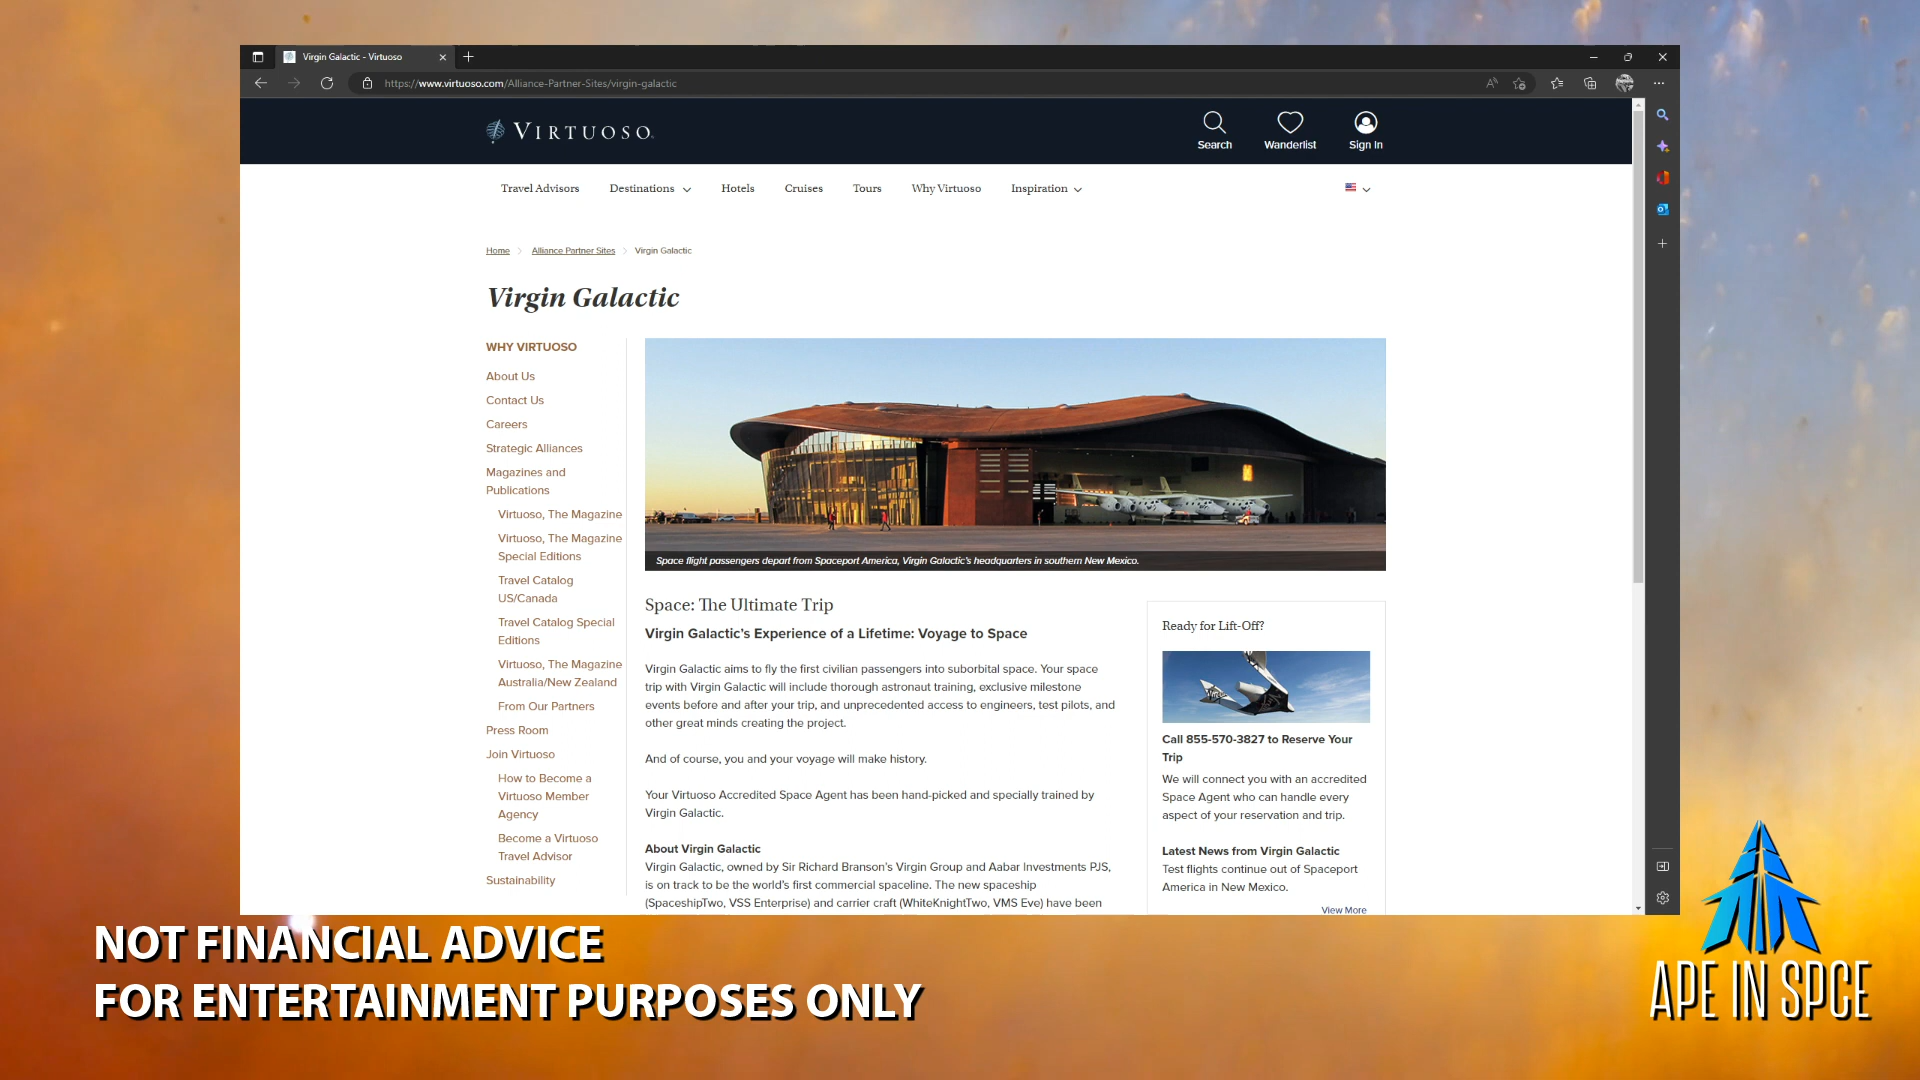 Virgin Galactic - Virtuoso
https://www.virtuoso.com/Alliance-Partner-Sites/virgin-galactic
VIRTUOSO
Search
Wanderlist
Sign In
Travel Advisors
Destinations
Hotels
Cruises
Tours
Why Virtuoso
Inspiration
Home
Alliance Partner Sites
Virgin Galactic
Virgin Galactic
WHY VIRTUOSO
About Us
Contact Us
Careers
Strategic Alliances
Magazines and
Publications
Virtuoso, The Magazine
Virtuoso, The Magazine
Special Editions
Travel Catalog
US/Canada
Travel Catalog Special
Editions
Virtuoso, The Magazine
Australia/New Zealand
From Our Partners
Press Room
Join Virtuoso
How to Become a
Virtuoso Member
Agency
Become a Virtuoso
Travel Advisor
Sustainability
Space flight passengers depart from Spaceport America, Virgin Galactic's headquarters in southern New Mexico.
Space: The Ultimate Trip
Virgin Galactic's Experience of a Lifetime: Voyage to Space
Virgin Galactic aims to fly the first civilian passengers into suborbital space. Your space
trip with Virgin Galactic will include thorough astronaut training, exclusive milestone
events before and after your trip, and unprecedented access to engineers, test pilots, and
other great minds creating the project.
And of course, you and your voyage will make history.
Your Virtuoso Accredited Space Agent has been hand-picked and specially trained by
Virgin Galactic.
About Virgin Galactic
Virgin Galactic, owned by Sir Richard Branson's Virgin Group and Aabar Investments PJS,
is on track to be the world's first commercial spaceline. The new spaceship
(SpaceshipTwo, VSS Enterprise) and carrier craft (WhiteKnightTwo, VMS Eve) have been
Ready for Lift-Off?
Call 855-570-3827 to Reserve Your
Trip
We will connect you with an accredited
Space Agent who can handle every
aspect of your reservation and trip.
Latest News from Virgin Galactic
Test flights continue out of Spaceport
America in New Mexico.
View More
NOT FINANCIAL ADVICE
FOR ENTERTAINMENT PURPOSES ONLY
APE IN SPCE